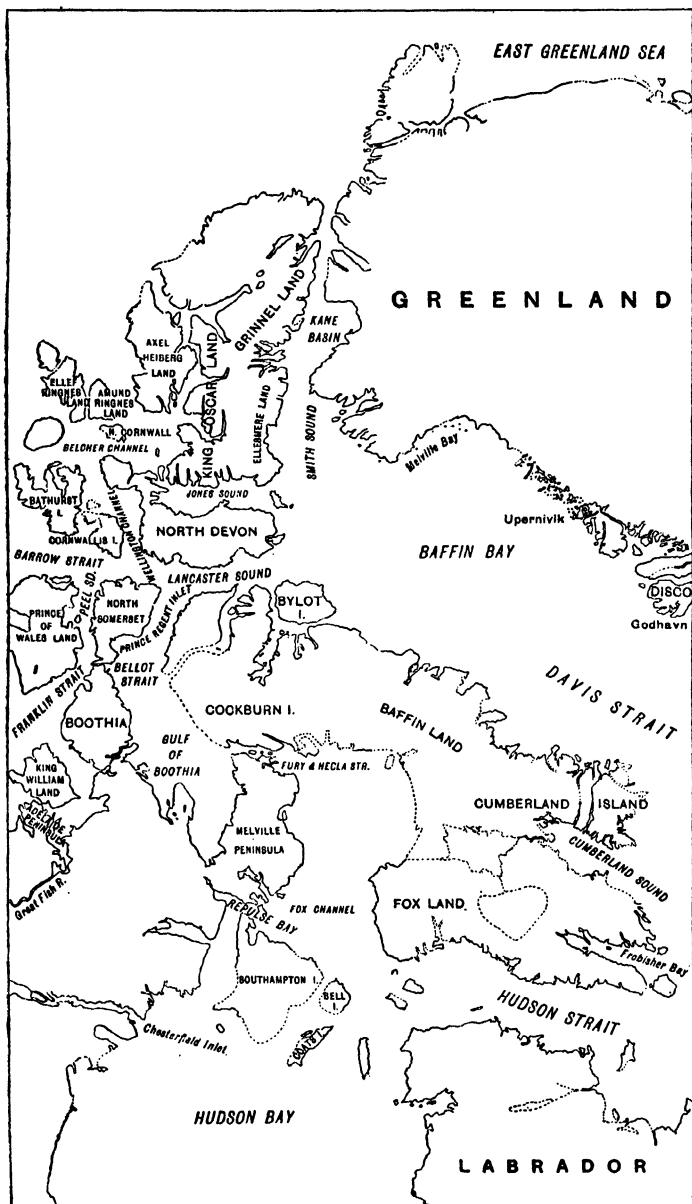 EAST GREENLAND SEA
GREENLAND
GRINNEL LAND
KANE
BASIN
AXEL
HEIBERG
LAND
KING OSCAR LAND
ELLESMERE LAND
SMITH SOUND
ELLEF
RINGNES
LAND
AMUND
RINGNES
LAND
N. CORNWALL
BELCHER CHANNEL
Melville Bay
JONES SOUND
BATHURST
I.
WELLINGTON CHANNEL
NORTH DEVON
Upernivik
CORNWALLIS I.
BAFFIN BAY
BARROW STRAIT
LANCASTER SOUND
PEEL SD.
DISCO
PRINCE
OF
WALES LAND
NORTH
SOMERSET
PRINCE REGENT INLET
BYLOT
I.
Godhavn
BELLOT
STRAIT
DAVIS STRAIT
FRANKLIN STRAIT
COCKBURN I.
BAFFIN LAND
BOOTHIA
GULF
OF
BOOTHIA
FURY & HECLA STR.
KING
WILLIAM
LAND
CUMBERLAND
ISLAND
ADELAIDE
PENINSULA
MELVILLE
PENINSULA
CUMBERLAND SOUND
Great Fish R.
REPULSE BAY
FOX CHANNEL
FOX LAND
Frobisher Bay
SOUTHAMPTON I.
BELL
I.
HUDSON STRAIT
Chesterfield Inlet
COATS I.
HUDSON BAY
LABRADOR